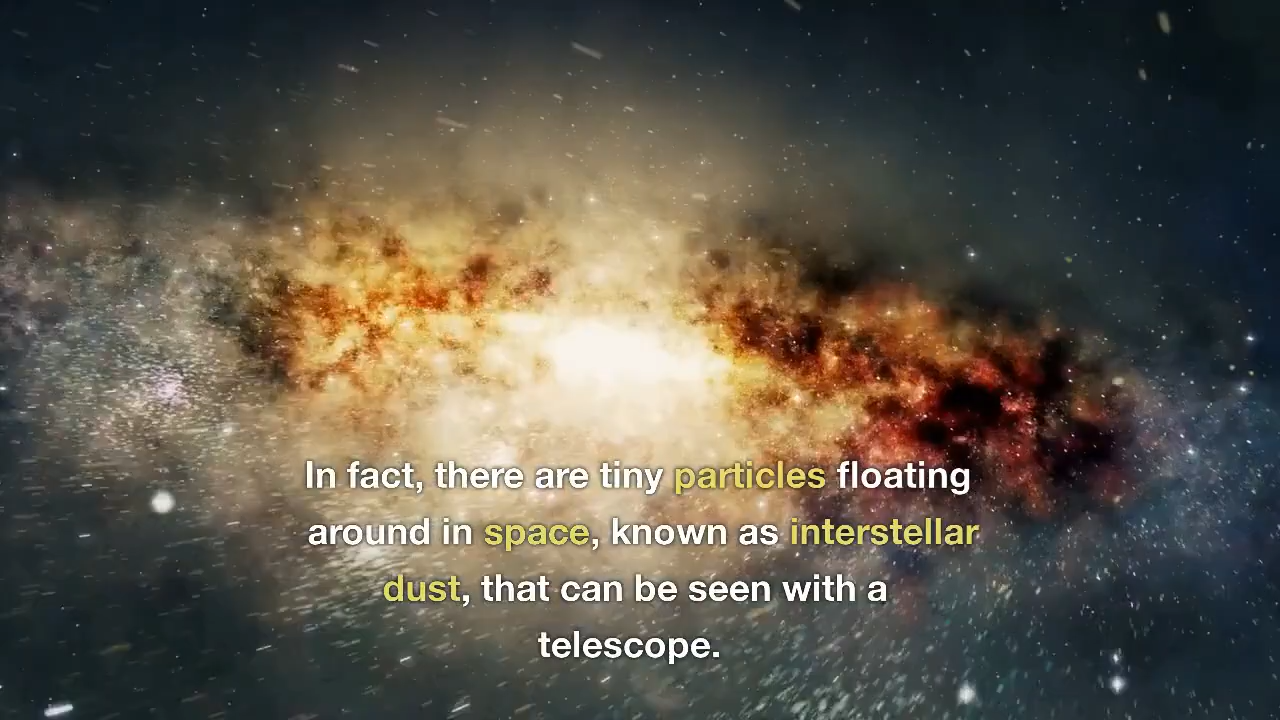 In fact, there are tiny particles floating
around in space, known as interstellar
dust, that can be seen with a
telescope.